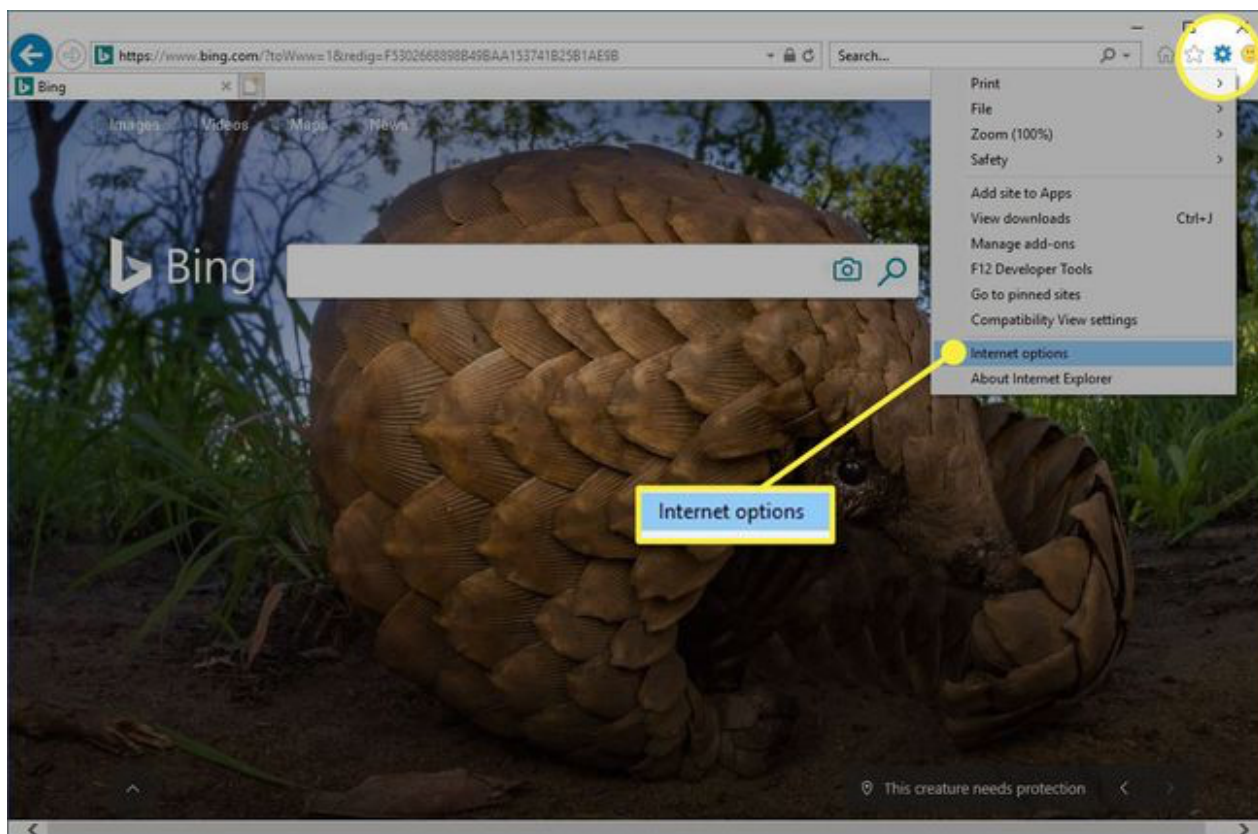 https://www.bing.com/?toWww=1&redig=F5302668898B49BAA153741B25B1AE9B
Search...
Bing
Print
File
Zoom (100%)
Safety
Add site to Apps
View downloads Ctrl+J
Manage add-ons
F12 Developer Tools
Go to pinned sites
Compatibility View settings
Internet options
About Internet Explorer
Images Videos Maps News
Bing
Internet options
This creature needs protection